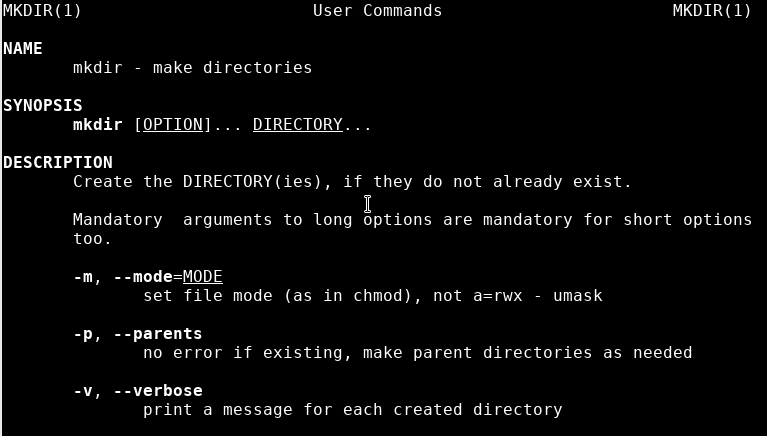 MKDIR(1) User Commands MKDIR(1)
NAME
mkdir - make directories
SYNOPSIS
mkdir [OPTION]... DIRECTORY...
DESCRIPTION
Create the DIRECTORY(ies), if they do not already exist.
Mandatory  arguments to long options are mandatory for short options
too.
-m, --mode=MODE
set file mode (as in chmod), not a=rwx - umask
-p, --parents
no error if existing, make parent directories as needed
-v, --verbose
print a message for each created directory